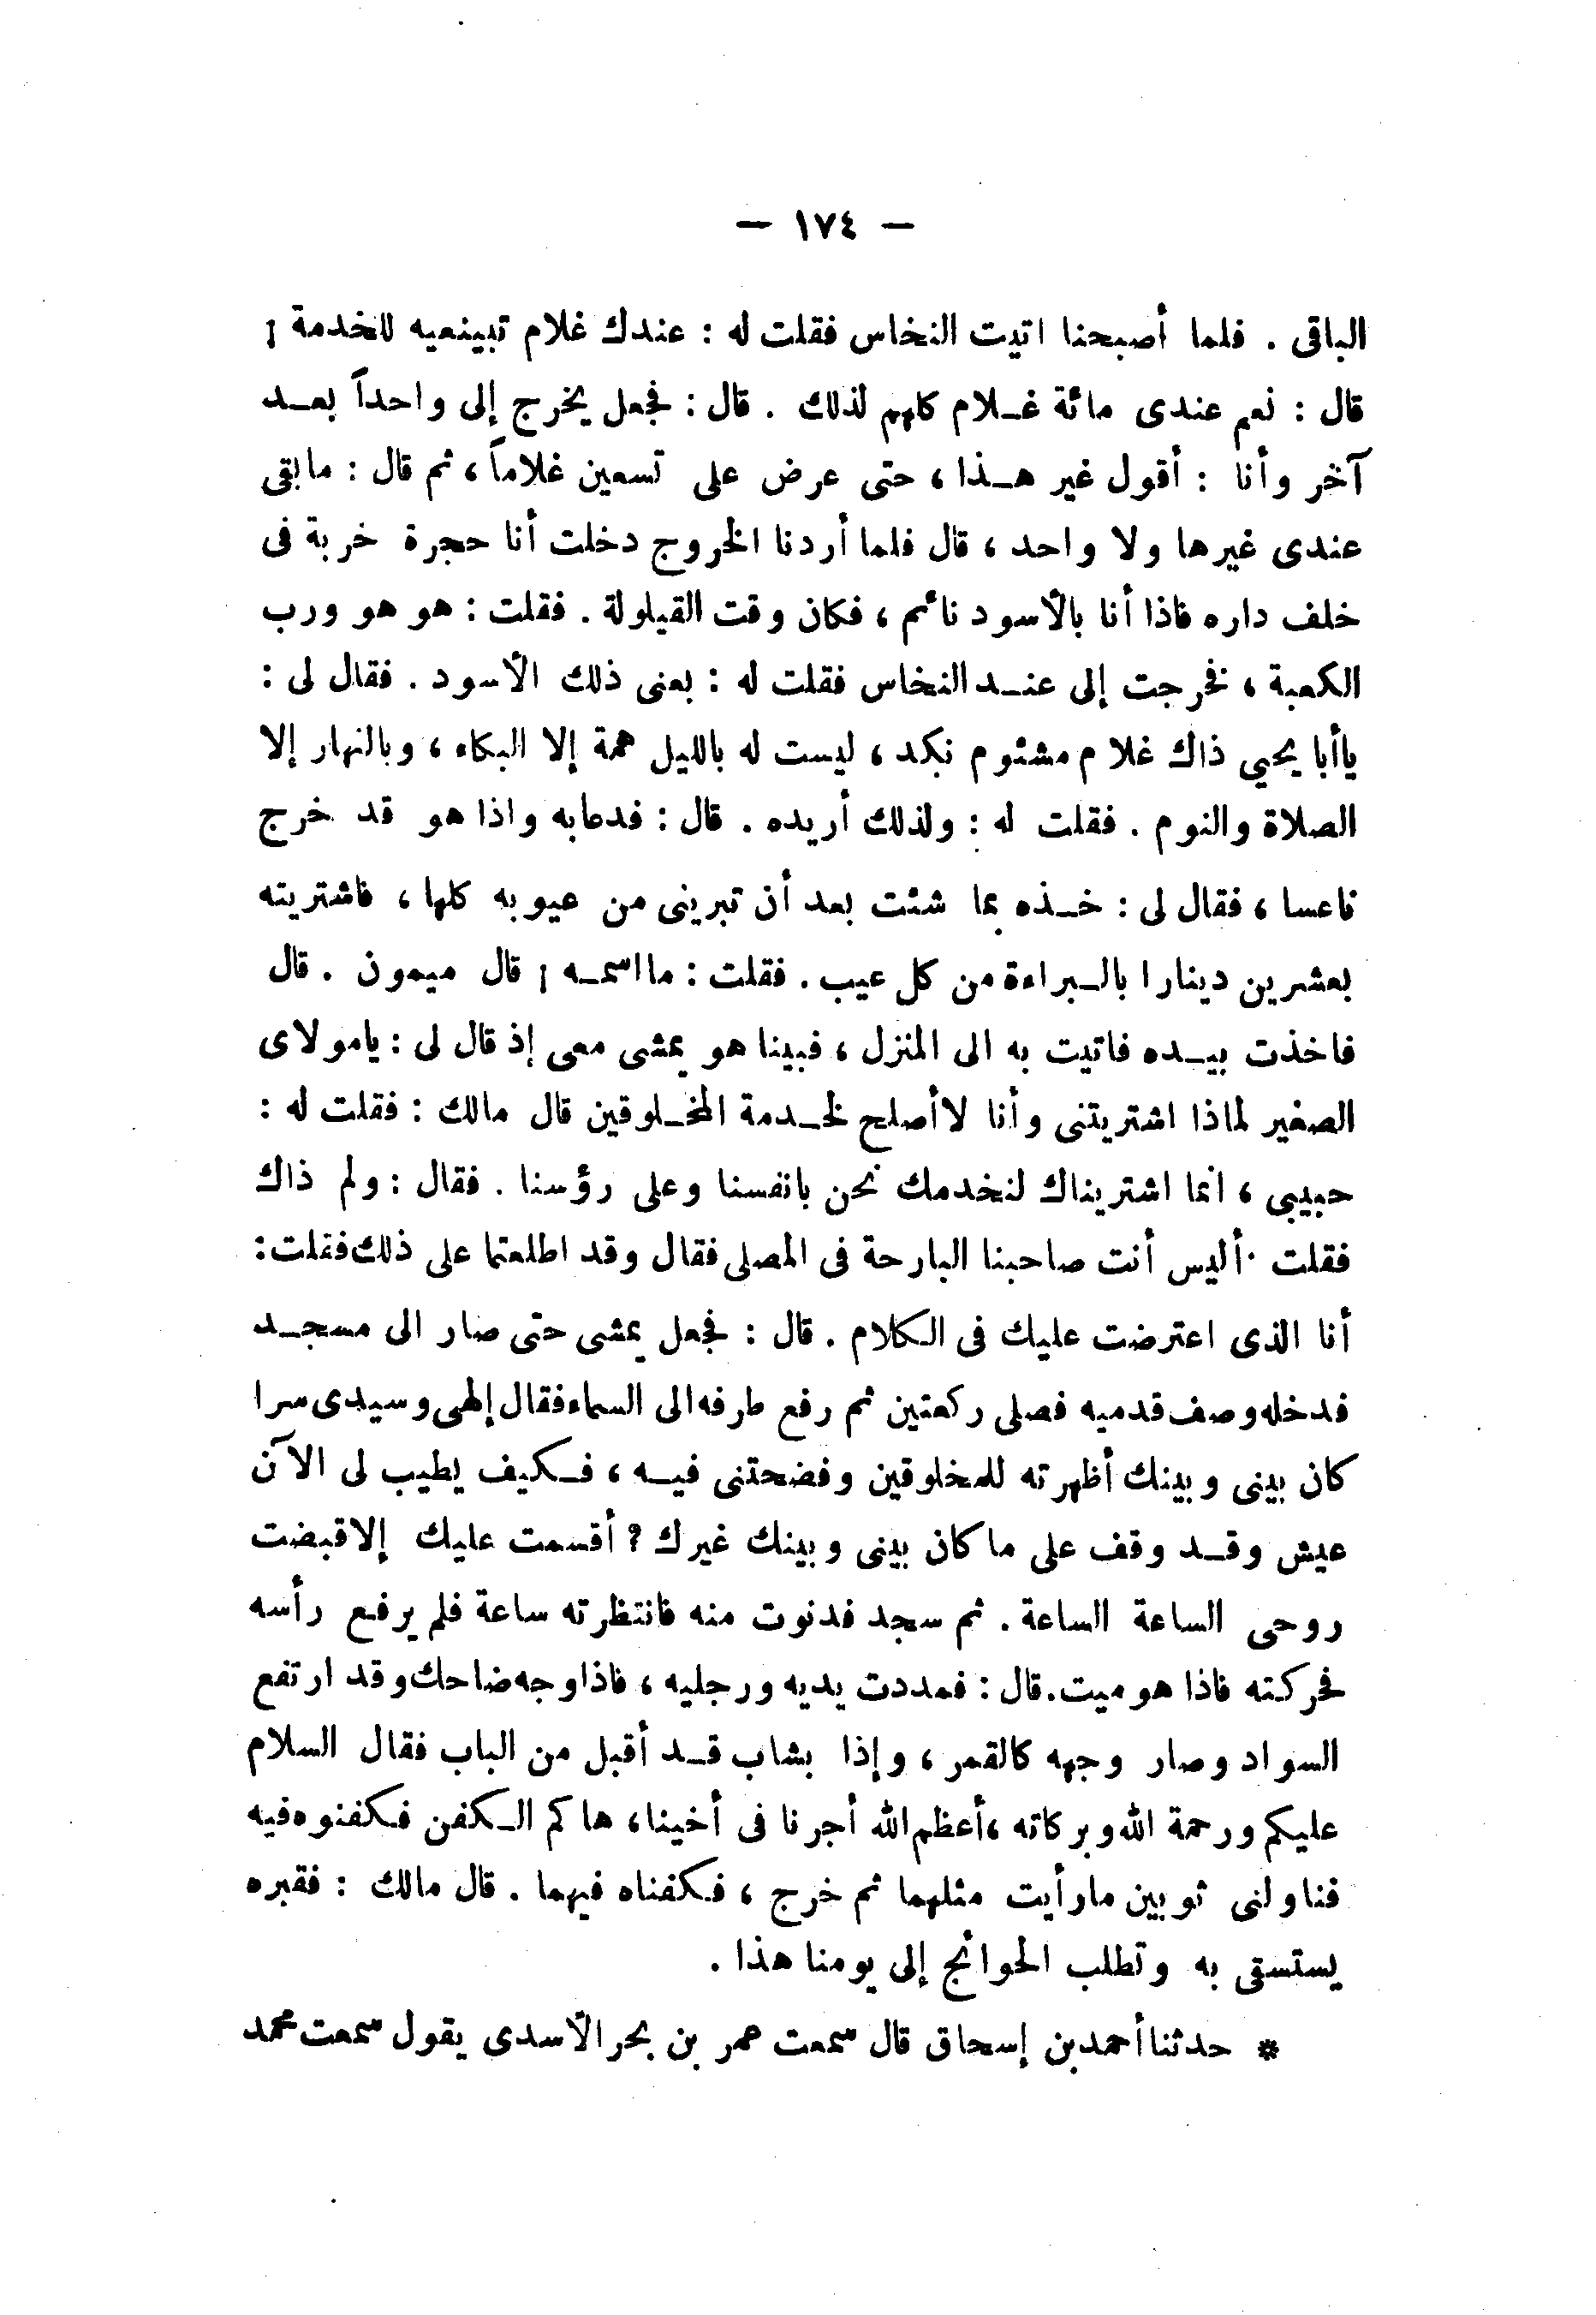 — ١٧٤ —
الباقى . فلما أصبحنا اتيت النخاس فقلت له : عندك غلام تبيعنيه للخدمة ؟
قال : نعم عندى مائة غلام كلهم لذلك . قال : فجعل يخرج إلى واحداً بعد
آخر وأنا : أقول غير هذا ، حتى عرض على تسعين غلاماً ، ثم قال : ما بقى
عندى غيرها ولا واحد ، قال فلما أردنا الخروج دخلت أنا حجرة خربة فى
خلف داره فاذا أنا بالأسود نائم ، فكان وقت القيلولة . فقلت : هو هو ورب
الكعبة ، فخرجت إلى عند النخاس فقلت له : بعنى ذلك الأسود . فقال لى :
ياأبا يحيي ذاك غلام مشئوم نكد ، ليست له بالليل همة إلا البكاء ، وبالنهار إلا
الصلاة والنوم . فقلت له : ولذلك أريده . قال : فدعا به واذا هو قد خرج
ناعسا ، فقال لى : خذه بما شئت بعد أن تبرينى من عيوبه كلها ، فاشتريته
بعشرين دينارا بالبراءة من كل عيب . فقلت : ما اسمه ؟ قال ميمون . قال
فاخذت بيده فاتيت به الى المنزل ، فبينا هو يمشى معى إذ قال لى : يامولاى
الصغير لماذا اشتريتنى وأنا لاأصلح لخدمة المخلوقين قال مالك : فقلت له :
حبيبى ، انما اشتريناك لنخدمك نحن بانفسنا وعلى رؤسنا . فقال : ولم ذاك
فقلت أليس أنت صاحبنا البارحة فى المصلى فقال وقد اطلعتما على ذلك فقلت :
أنا الذى اعترضت عليك فى الكلام . قال : فجعل يمشى حتى صار الى مسجد
فدخله وصف قدميه فصلى ركعتين ثم رفع طرفه الى السماء فقال إلهى وسيدى سرا
كان بينى وبينك أظهرته للمخلوقين وفضحتنى فيه ، فكيف يطيب لى الآن
عيش وقد وقف على ما كان بينى وبينك غيرك ؟ أقسمت عليك إلا قبضت
روحى الساعة الساعة . ثم سجد فدنوت منه فانتظرته ساعة فلم يرفع رأسه
فحركته فاذا هو ميت . قال : فمددت يديه ورجليه ، فاذا وجه ضاحك وقد ارتفع
السواد وصار وجهه كالقمر ، وإذا بشاب قد أقبل من الباب فقال السلام
عليكم ورحمة الله وبركاته ، أعظم الله أجرنا فى أخينا ، هاكم الكفن فكفنوه فيه
فناولنى ثوبين مارأيت مثلهما ثم خرج ، فكفناه فيهما . قال مالك : فقبره
يستسقى به وتطلب الحوائج إلى يومنا هذا .
* حدثنا أحمد بن إسحاق قال سمعت عمر بن بحر الأسدى يقول سمعت محمد